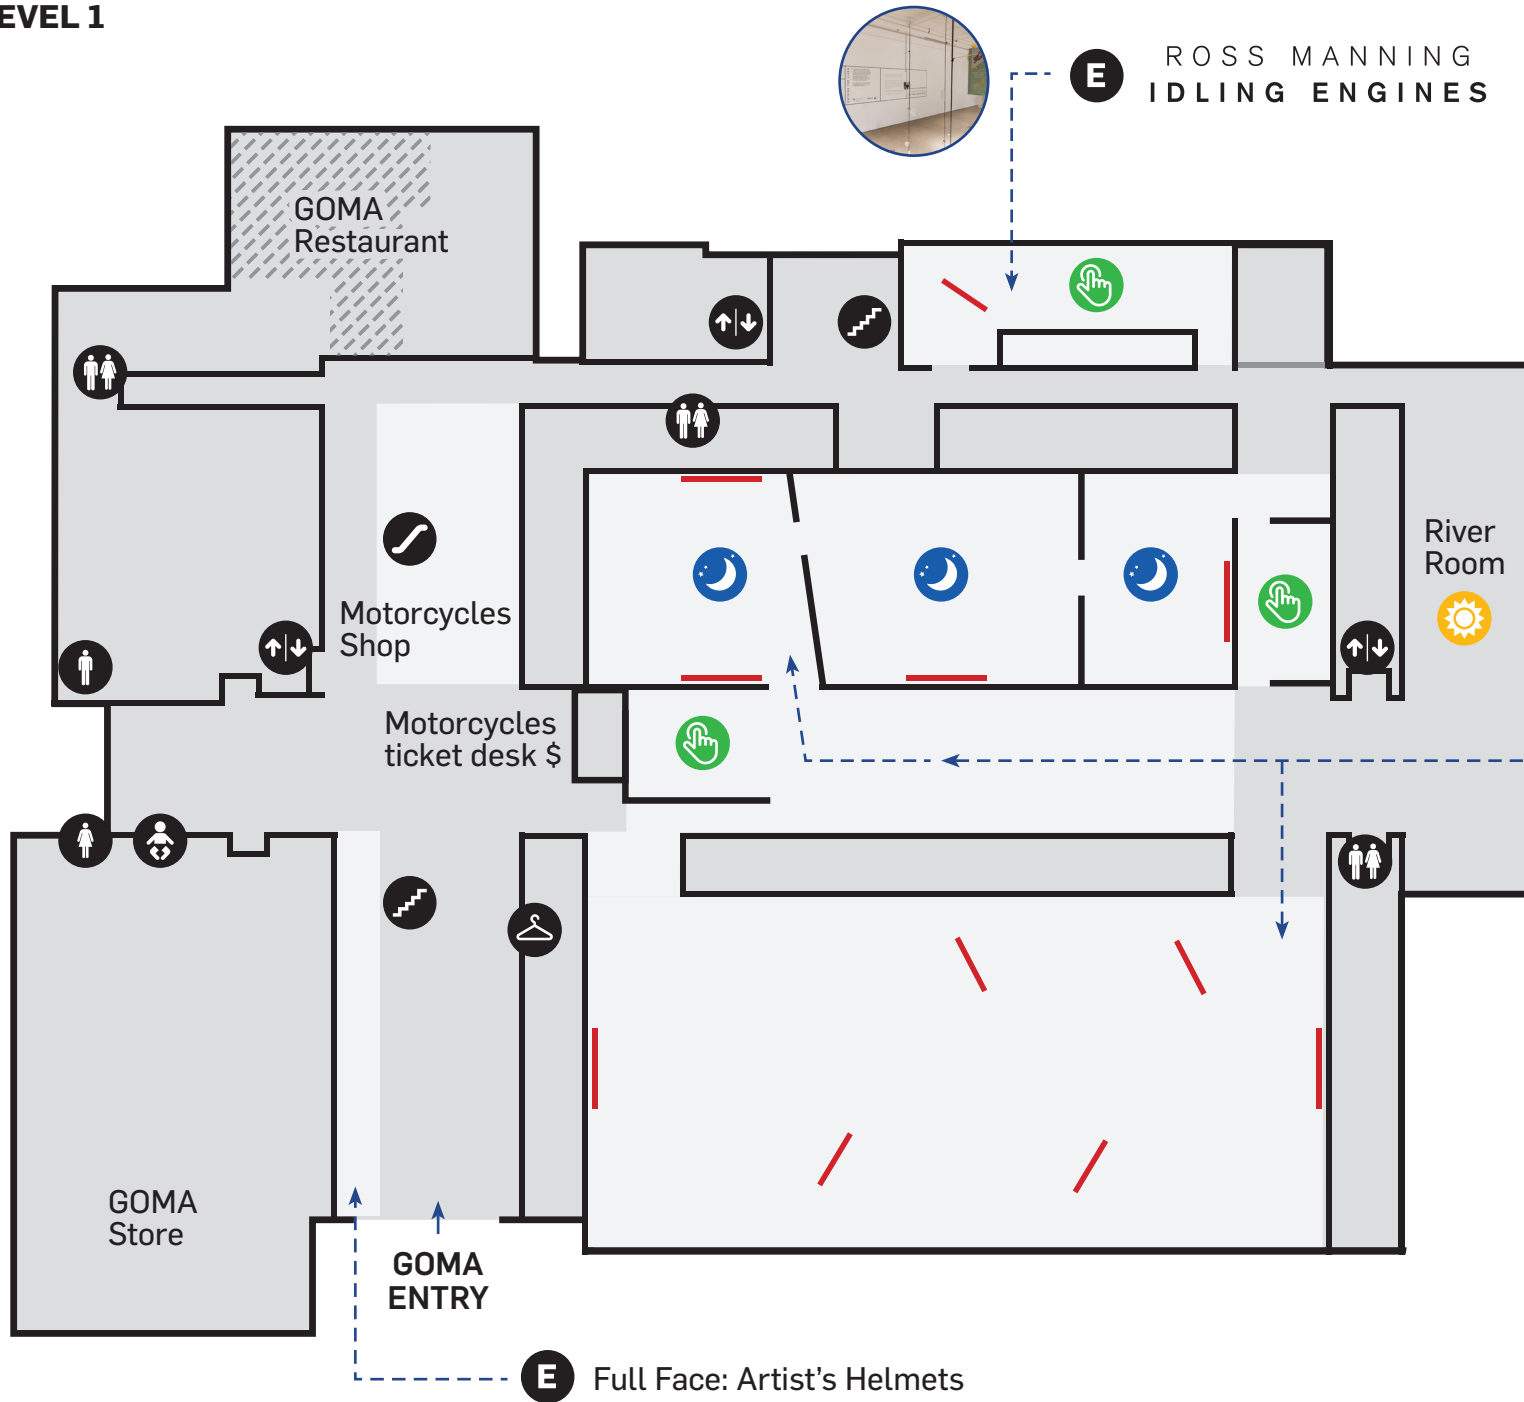 EVEL 1
E
ROSS MANNING
IDLING ENGINES
GOMA
Restaurant
River
Room
Motorcycles
Shop
Motorcycles
ticket desk $
GOMA
Store
GOMA
ENTRY
E
Full Face: Artist's Helmets